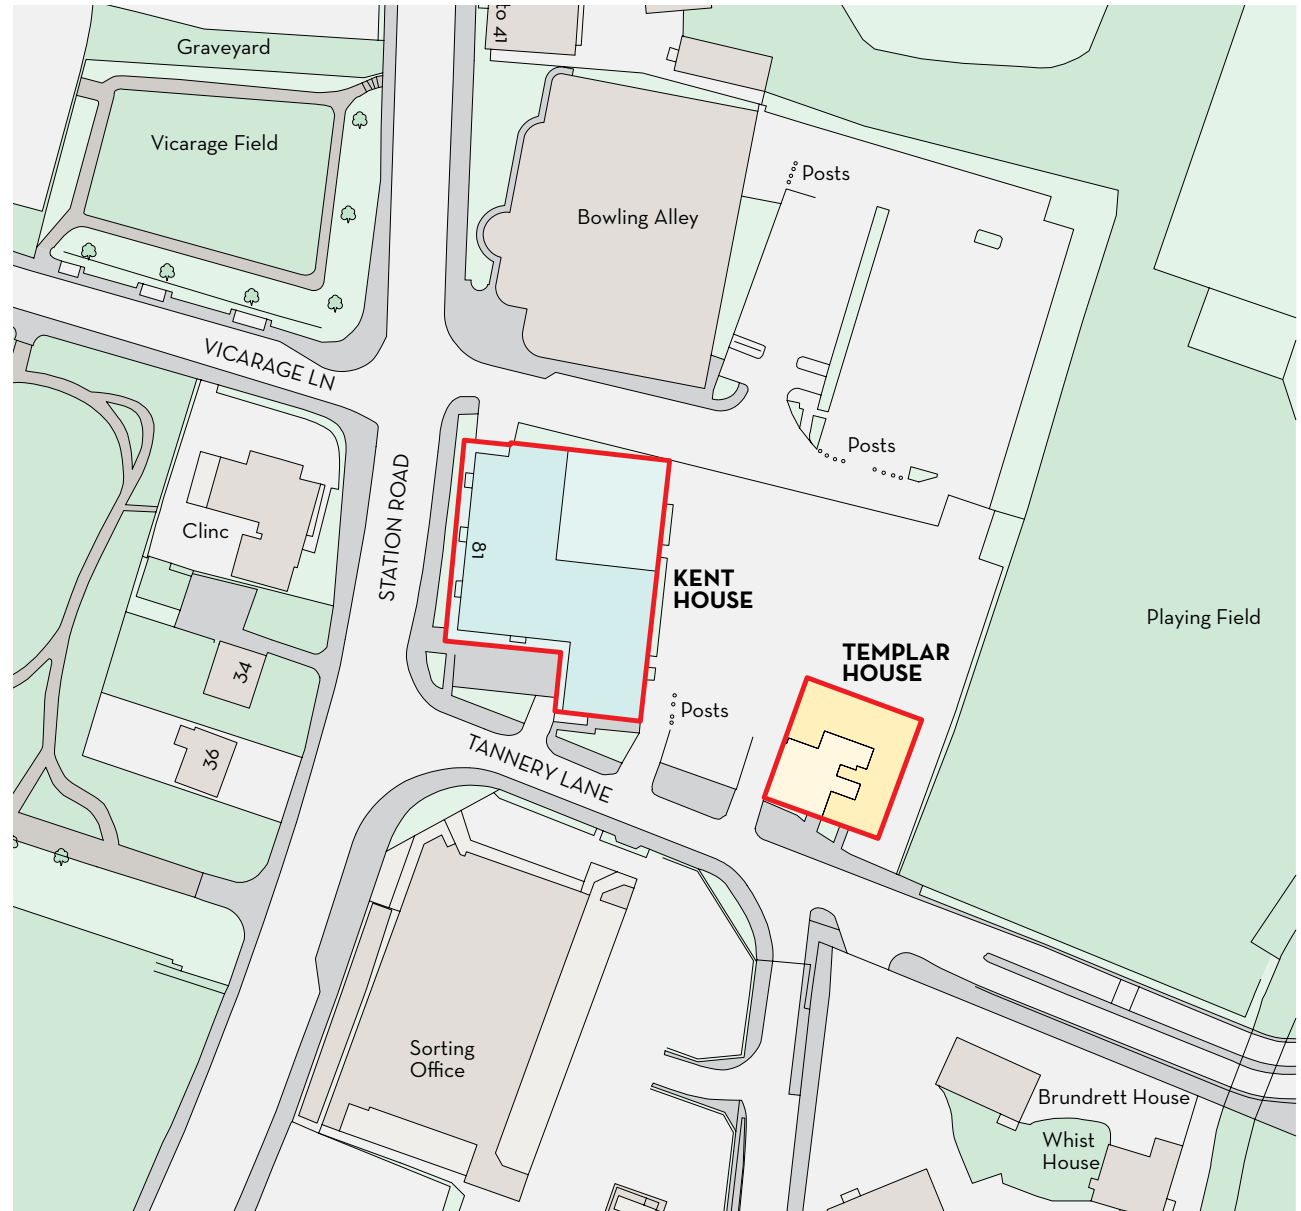 to 41
Graveyard
Vicarage Field
Posts
Bowling Alley
VICARAGE LN
Posts
STATION ROAD
Clinc
81
KENT
HOUSE
Playing Field
TEMPLAR
HOUSE
34
Posts
36
TANNERY LANE
Sorting
Office
Brundrett House
Whist
House